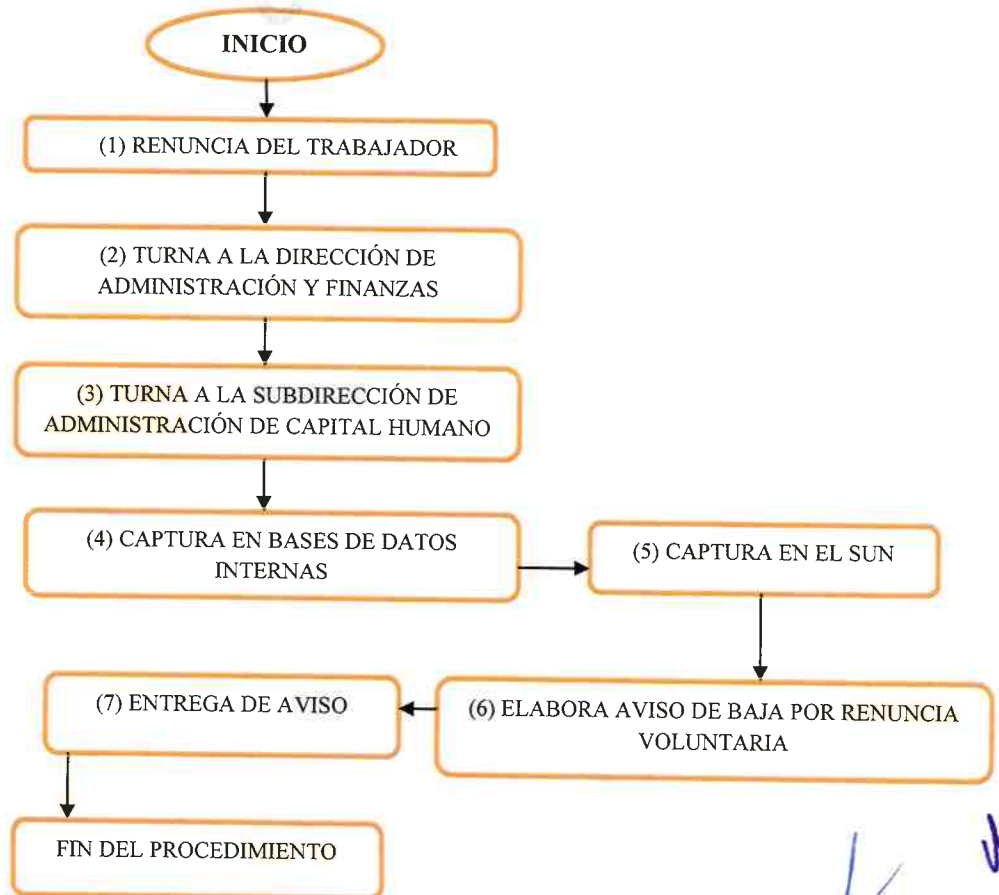 INICIO
(1) RENUNCIA DEL TRABAJADOR
(2) TURNA A LA DIRECCIÓN DE
ADMINISTRACIÓN Y FINANZAS
(3) TURNA A LA SUBDIRECCIÓN DE
ADMINISTRACIÓN DE CAPITAL HUMANO
(4) CAPTURA EN BASES DE DATOS
INTERNAS
(5) CAPTURA EN EL SUN
(6) ELABORA AVISO DE BAJA POR RENUNCIA
VOLUNTARIA
(7) ENTREGA DE AVISO
FIN DEL PROCEDIMIENTO